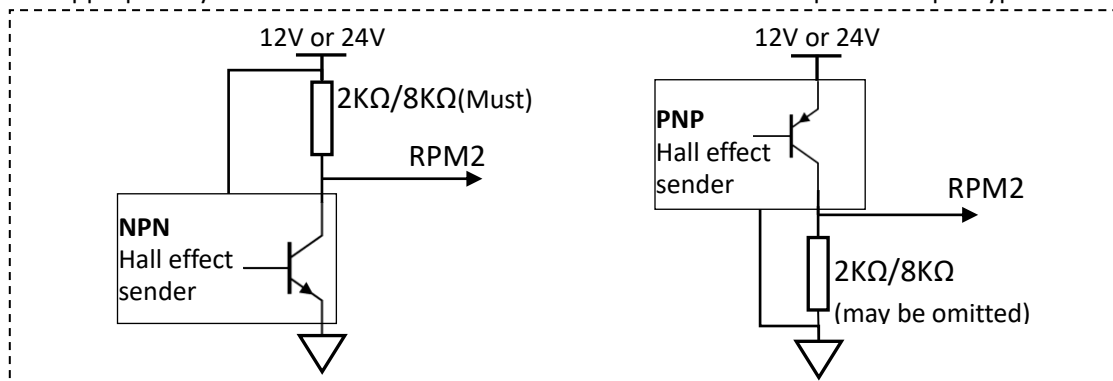 12V or 24V
2KΩ/8KΩ(Must)
RPM2
NPN
Hall effect
sender
12V or 24V
PNP
Hall effect
sender
RPM2
2KΩ/8KΩ
(may be omitted)